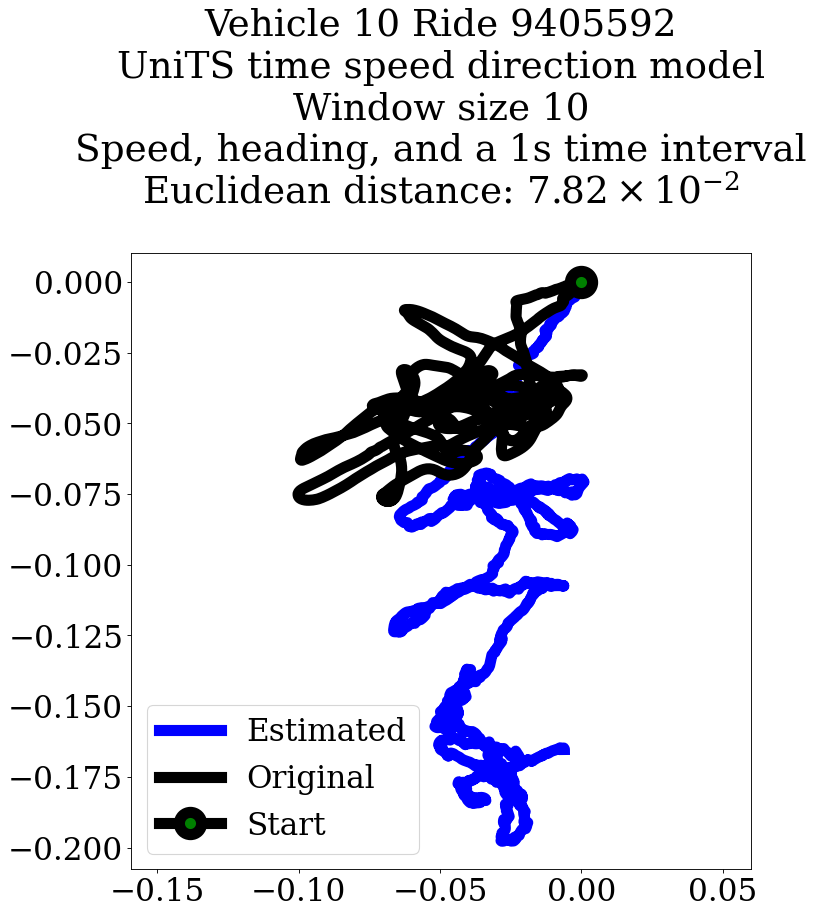 Vehicle 10 Ride 9405592
UniTS time speed direction model
Window size 10
Speed, heading, and a 1s time interval
Euclidean distance: 7.82 × 10⁻²
0.000
−0.025
−0.050
−0.075
−0.100
−0.125
−0.150
−0.175
−0.200
Estimated
Original
Start
−0.15 −0.10 −0.05 0.00 0.05